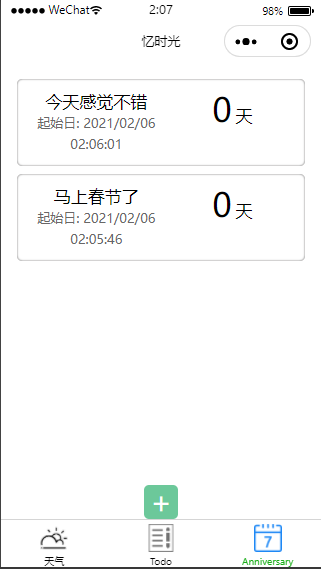 WeChat 2:07 98%
忆时光
今天感觉不错
起始日: 2021/02/06
02:06:01
0 天
马上春节了
起始日: 2021/02/06
02:05:46
0 天
+
7
天气 Todo Anniversary